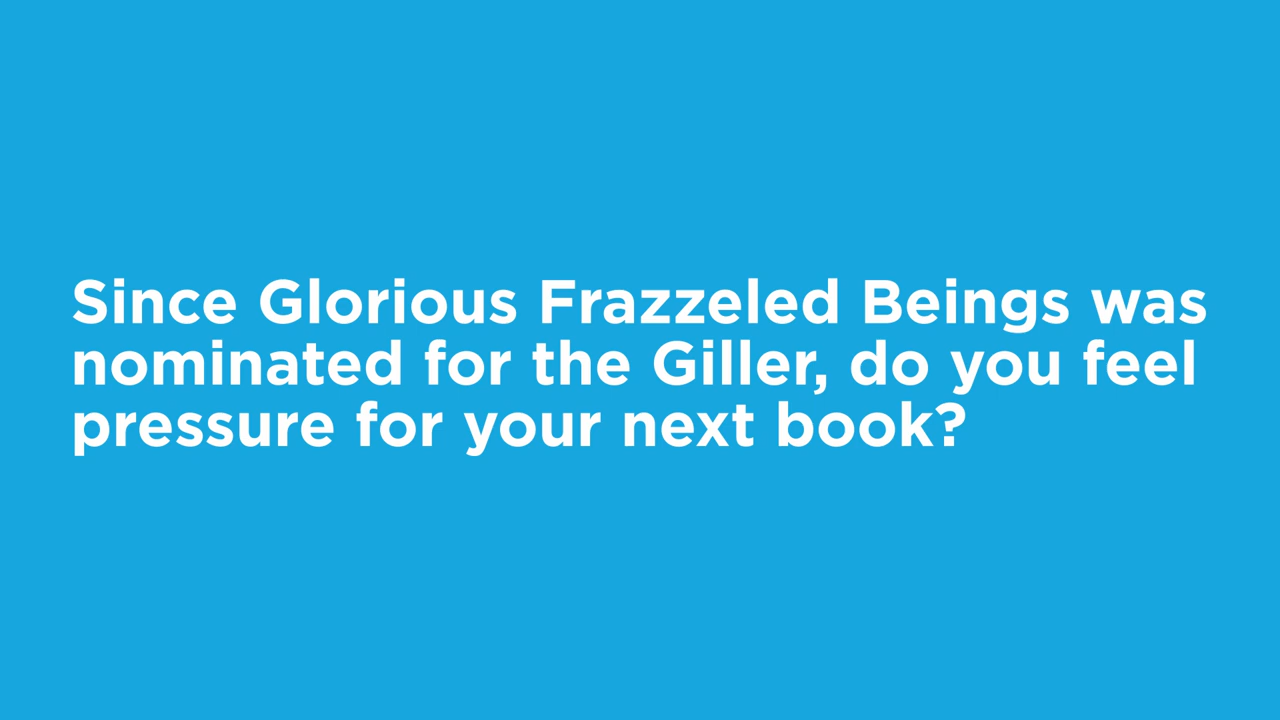 Since Glorious Frazzeled Beings was
nominated for the Giller, do you feel
pressure for your next book?